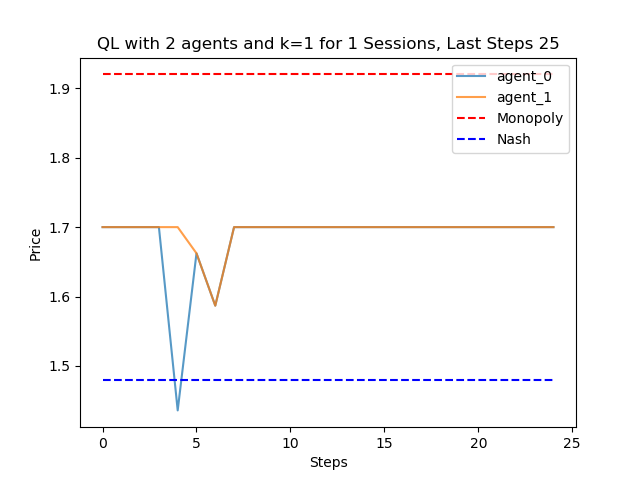 QL with 2 agents and k=1 for 1 Sessions, Last Steps 25
agent_0
agent_1
Monopoly
Nash
Price
1.9
1.8
1.7
1.6
1.5
0
5
10
15
20
25
Steps